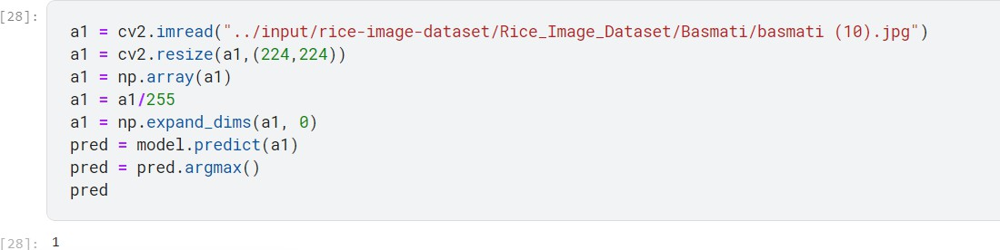 [28]:
a1 = cv2.imread("../input/rice-image-dataset/Rice_Image_Dataset/Basmati/basmati (10).jpg")
a1 = cv2.resize(a1,(224,224))
a1 = np.array(a1)
a1 = a1/255
a1 = np.expand_dims(a1, 0)
pred = model.predict(a1)
pred = pred.argmax()
pred
[28]: 1